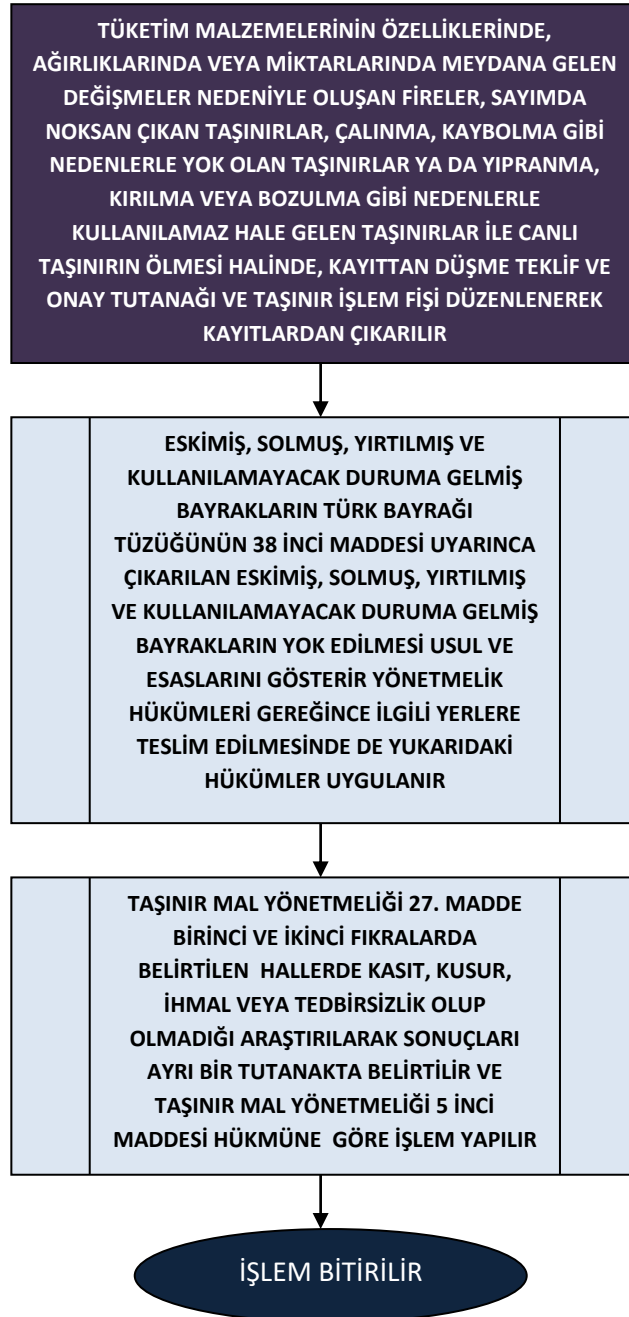 TÜKETİM MALZEMELERİNİN ÖZELLİKLERİNDE,
AĞIRLIKLARINDA VEYA MİKTARLARINDA MEYDANA GELEN
DEĞİŞMELER NEDENİYLE OLUŞAN FİRELER, SAYIMDA
NOKSAN ÇIKAN TAŞINIRLAR, ÇALINMA, KAYBOLMA GİBİ
NEDENLERLE YOK OLAN TAŞINIRLAR YA DA YIPRANMA,
KIRILMA VEYA BOZULMA GİBİ NEDENLERLE
KULLANILAMAZ HALE GELEN TAŞINIRLAR İLE CANLI
TAŞINIRIN ÖLMESİ HALİNDE, KAYITTAN DÜŞME TEKLİF VE
ONAY TUTANAĞI VE TAŞINIR İŞLEM FİŞİ DÜZENLENEREK
KAYITLARDAN ÇIKARILIR
ESKİMİŞ, SOLMUŞ, YIRTILMIŞ VE
KULLANILAMAYACAK DURUMA GELMİŞ
BAYRAKLARIN TÜRK BAYRAĞI
TÜZÜĞÜNÜN 38 İNCİ MADDESİ UYARINCA
ÇIKARILAN ESKİMİŞ, SOLMUŞ, YIRTILMIŞ
VE KULLANILAMAYACAK DURUMA GELMİŞ
BAYRAKLARIN YOK EDİLMESİ USUL VE
ESASLARINI GÖSTERİR YÖNETMELİK
HÜKÜMLERİ GEREĞİNCE İLGİLİ YERLERE
TESLİM EDİLMESİNDE DE YUKARIDAKİ
HÜKÜMLER UYGULANIR
TAŞINIR MAL YÖNETMELİĞİ 27. MADDE
BİRİNCİ VE İKİNCİ FIKRALARDA
BELİRTİLEN HALLERDE KASIT, KUSUR,
İHMAL VEYA TEDBİRSİZLİK OLUP
OLMADIĞI ARAŞTIRILARAK SONUÇLARI
AYRI BİR TUTANAKTA BELİRTİLİR VE
TAŞINIR MAL YÖNETMELİĞİ 5 İNCİ
MADDESİ HÜKMÜNE GÖRE İŞLEM YAPILIR
İŞLEM BİTİRİLİR